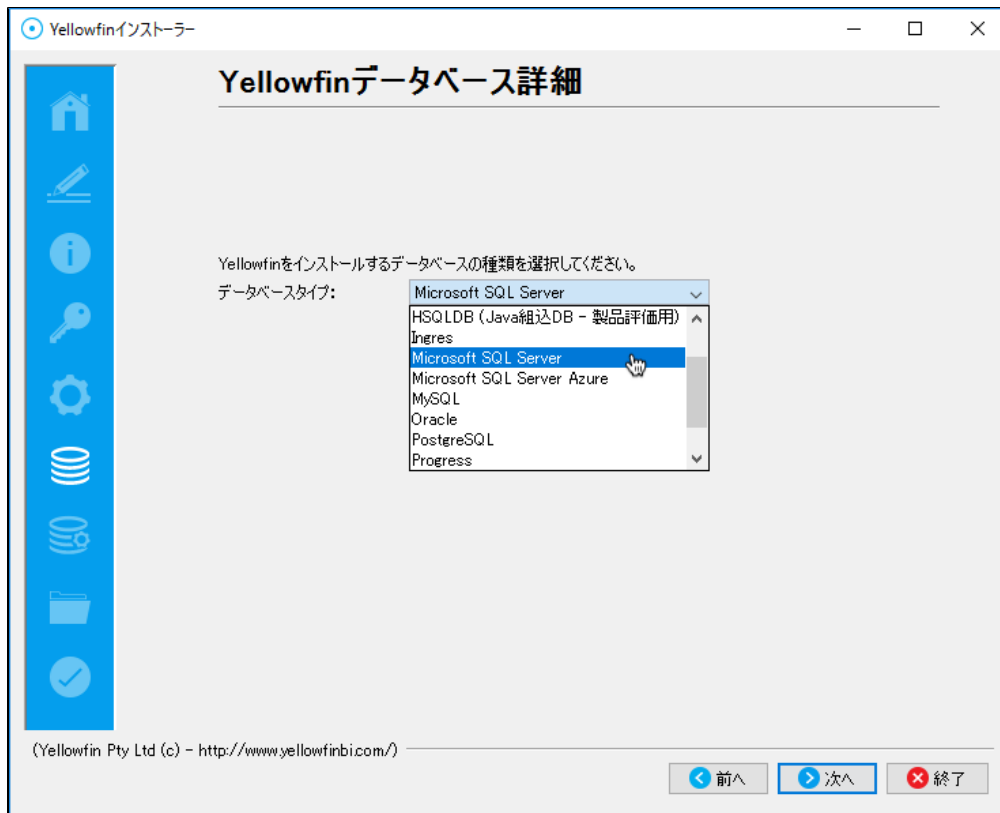 Yellowfinインストーラー
Yellowfinデータベース詳細
Yellowfinをインストールするデータベースの種類を選択してください。
データベースタイプ: Microsoft SQL Server
HSQLDB (Java組込DB - 製品評価用)
Ingres
Microsoft SQL Server
Microsoft SQL Server Azure
MySQL
Oracle
PostgreSQL
Progress
(Yellowfin Pty Ltd (c) - http://www.yellowfinbi.com/)
前へ 次へ 終了